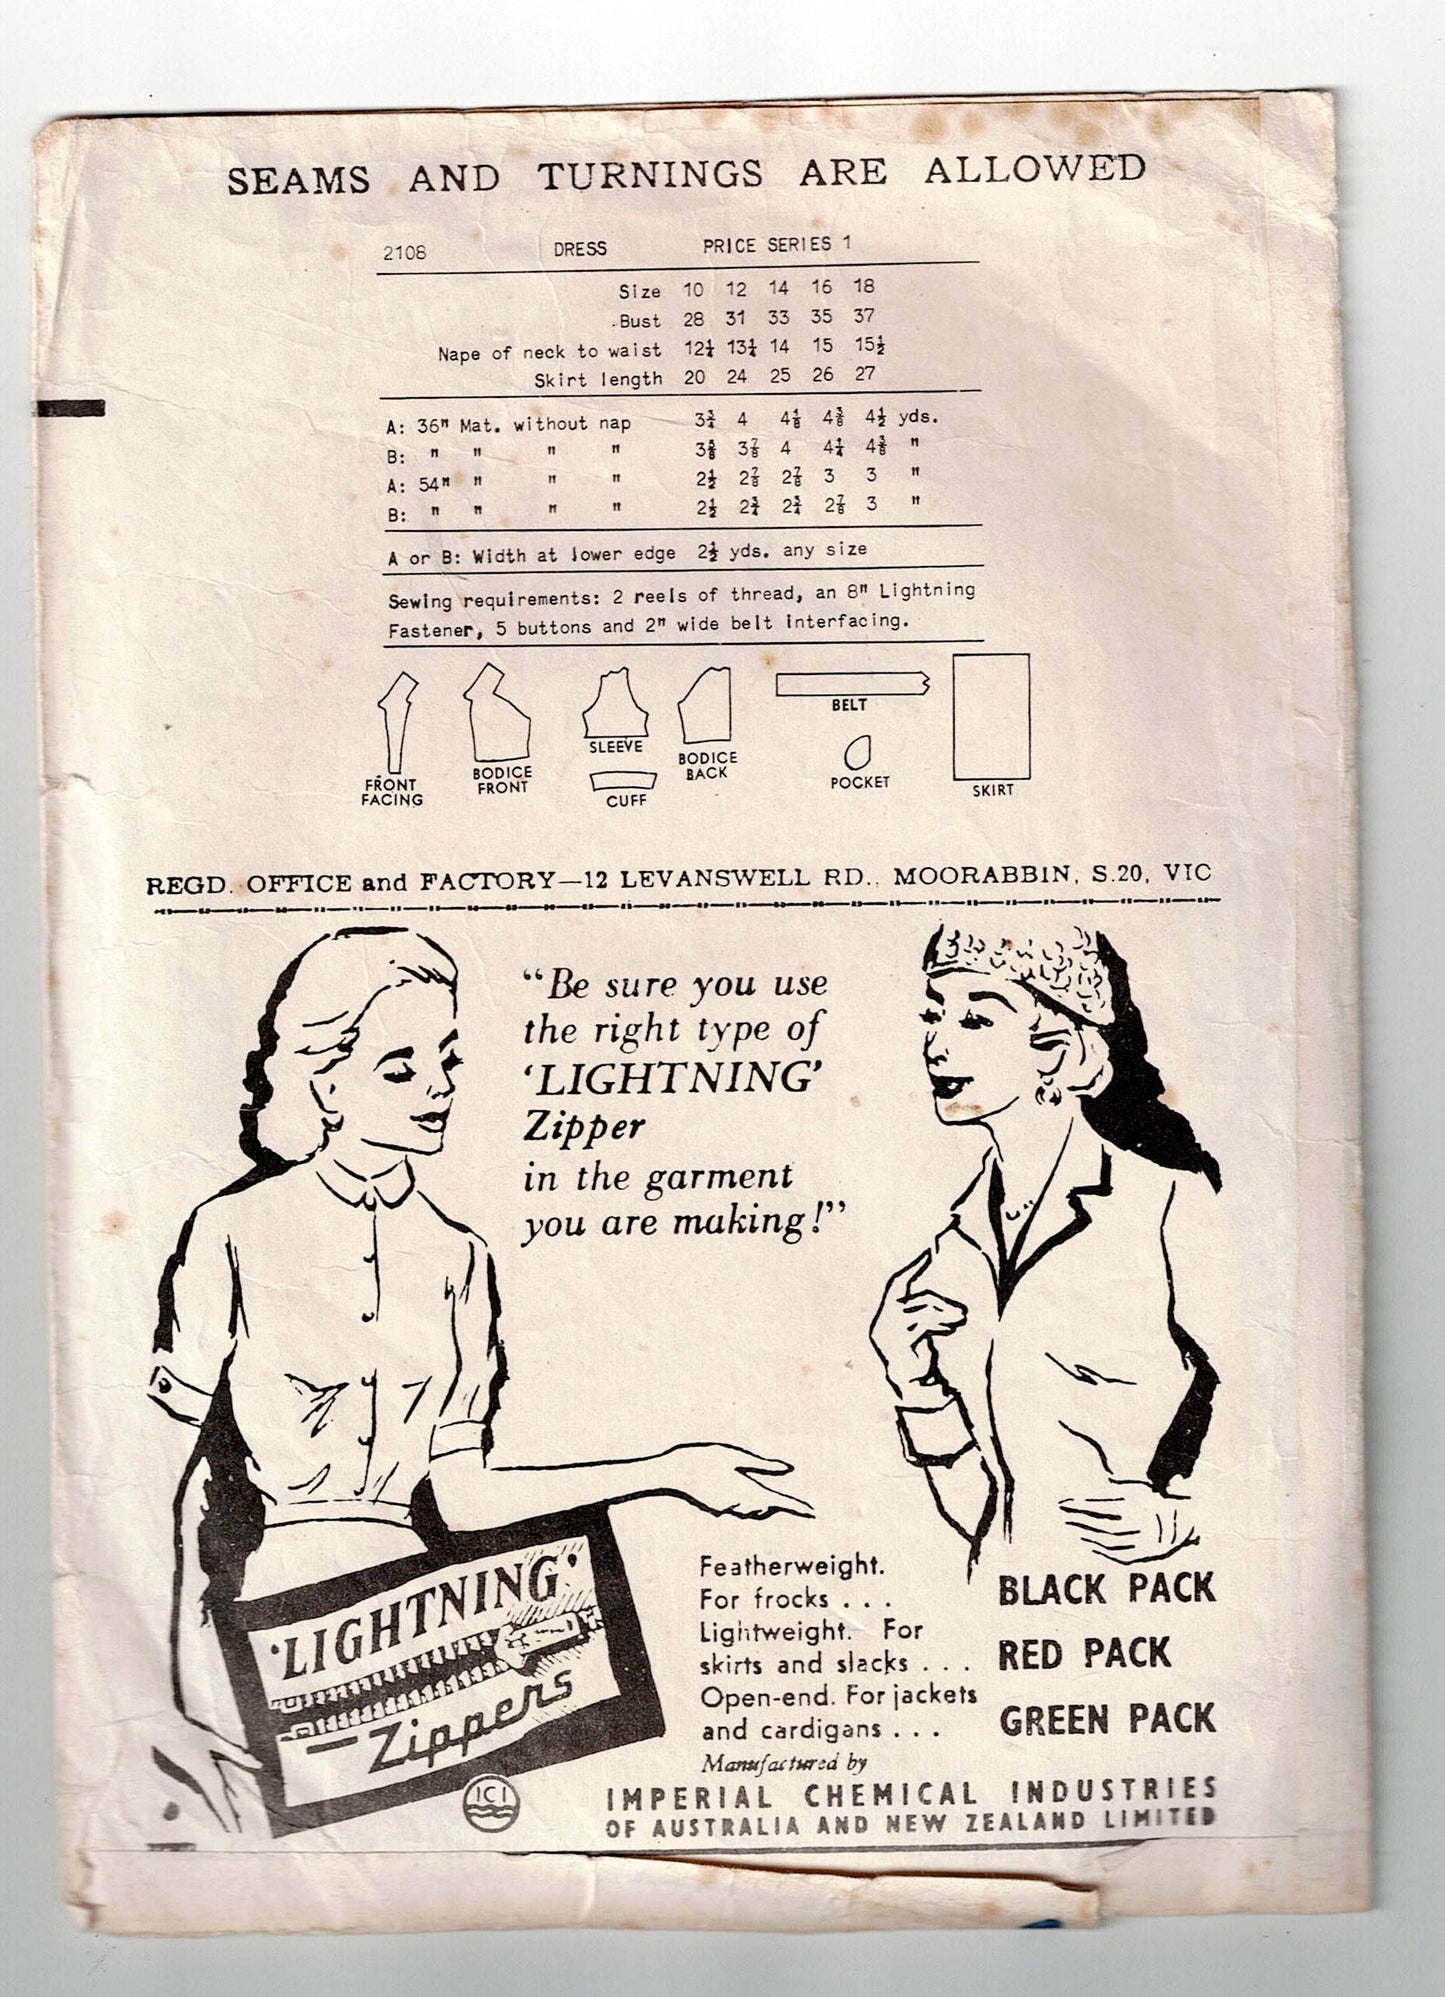 SEAMS AND TURNINGS ARE ALLOWED
2108 DRESS PRICE SERIES 1
Size 10 12 14 16 18
Bust 28 31 33 35 37
Nape of neck to waist 12¼ 13¼ 14 15 15½
Skirt length 20 24 25 26 27
A: 36" Mat. without nap 3¾ 4 4⅛ 4⅜ 4½ yds.
B: " " " " 3⅝ 3⅞ 4 4¼ 4⅜ "
A: 54" " " " 2½ 2⅞ 2⅞ 3 3 "
B: " " " " 2½ 2¾ 2¾ 2⅞ 3 "
A or B: Width at lower edge 2½ yds. any size
Sewing requirements: 2 reels of thread, an 8" Lightning
Fastener, 5 buttons and 2" wide belt interfacing.
FRONT
FACING
BODICE
FRONT
SLEEVE
CUFF
BODICE
BACK
BELT
POCKET
SKIRT
REGD. OFFICE and FACTORY—12 LEVANSWELL RD., MOORABBIN, S.20, VIC
“Be sure you use
the right type of
‘LIGHTNING’
Zipper
in the garment
you are making!”
‘LIGHTNING’
Zippers
ICI
Featherweight.
For frocks . . . BLACK PACK
Lightweight. For
skirts and slacks . . . RED PACK
Open-end. For jackets
and cardigans . . . GREEN PACK
Manufactured by
IMPERIAL CHEMICAL INDUSTRIES
OF AUSTRALIA AND NEW ZEALAND LIMITED